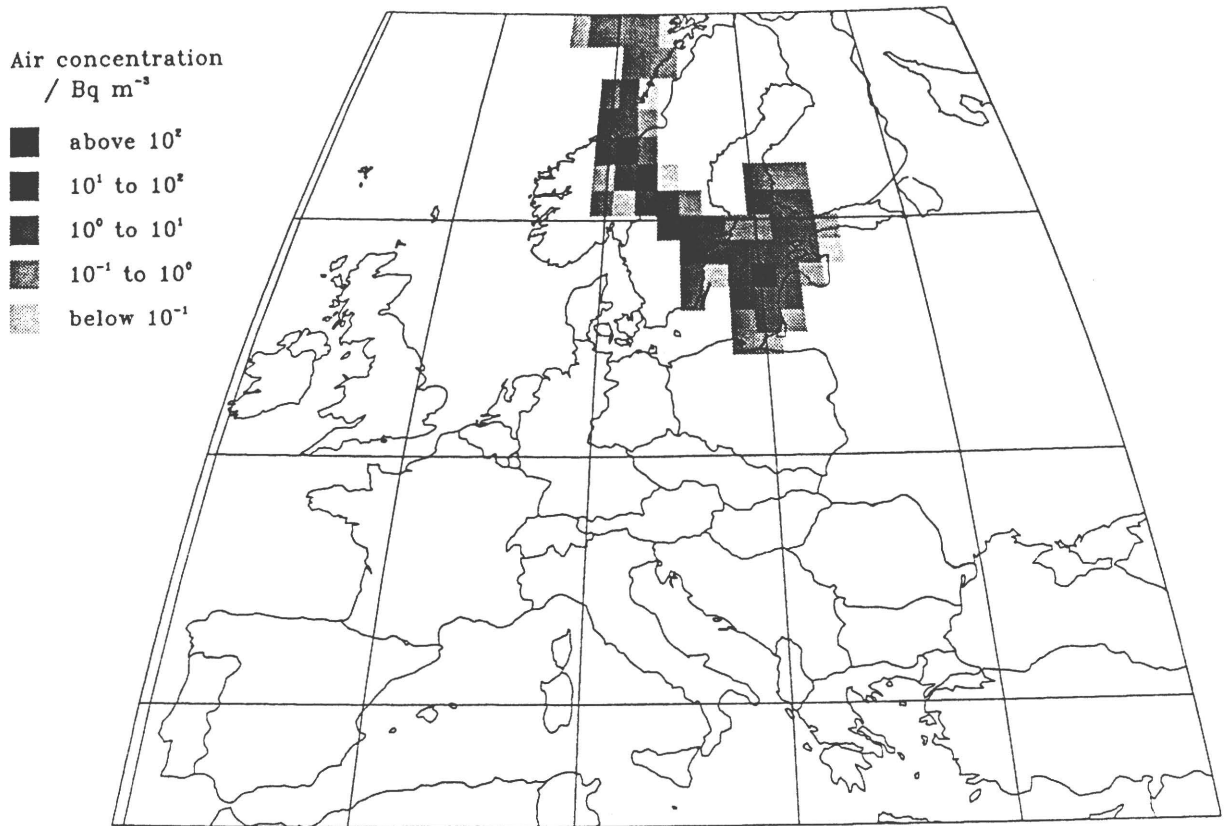 Air concentration
/ Bq m⁻³
above 10²
10¹ to 10²
10⁰ to 10¹
10⁻¹ to 10⁰
below 10⁻¹